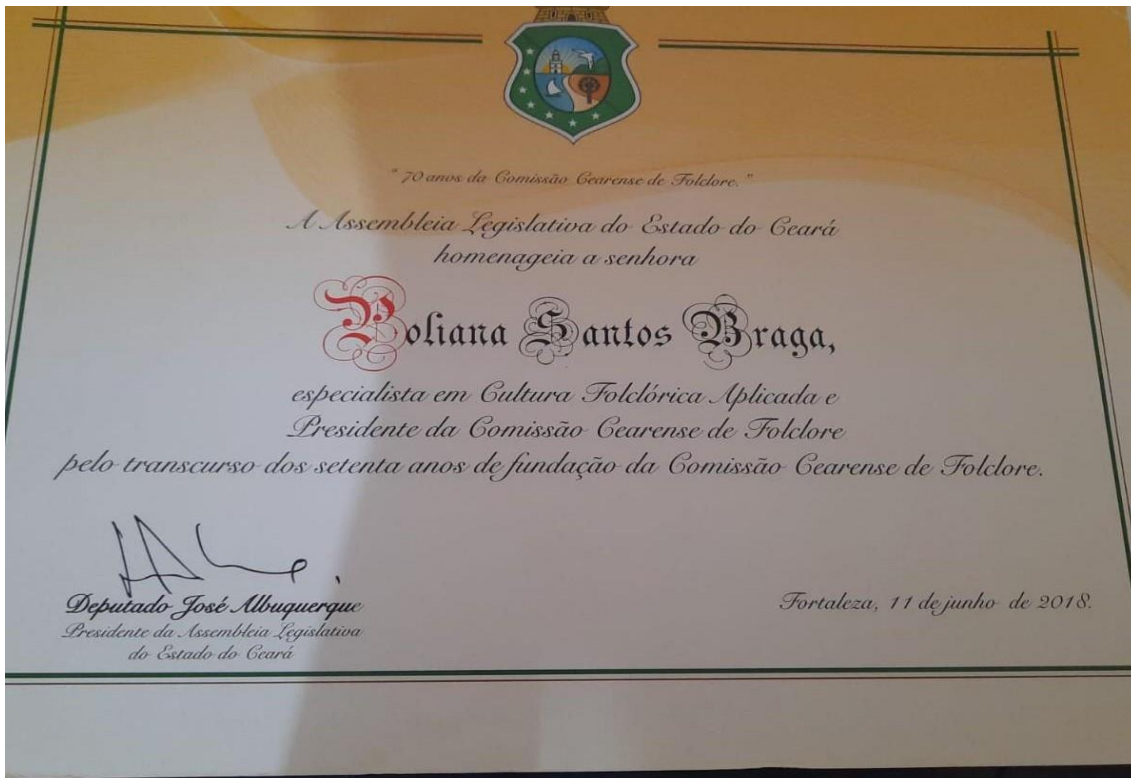 " 70 anos da Comissão Cearense de Folclore. "
A Assembleia Legislativa do Estado do Ceará
homenageia a senhora
Poliana Santos Braga,
especialista em Cultura Folclórica Aplicada e
Presidente da Comissão Cearense de Folclore
pelo transcurso dos setenta anos de fundação da Comissão Cearense de Folclore.
Deputado José Albuquerque
Presidente da Assembleia Legislativa
do Estado do Ceará
Fortaleza, 11 de junho de 2018.